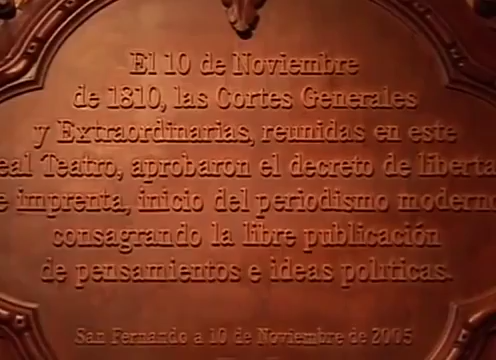 El 10 de Noviembre
de 1810, las Cortes Generales
y Extraordinarias, reunidas en este
eal Teatro, aprobaron el decreto de liberta
e imprenta, inicio del periodismo moderno
consagrando la libre publicación
de pensamientos e ideas políticas.
San Fernando a 10 de Noviembre de 2005